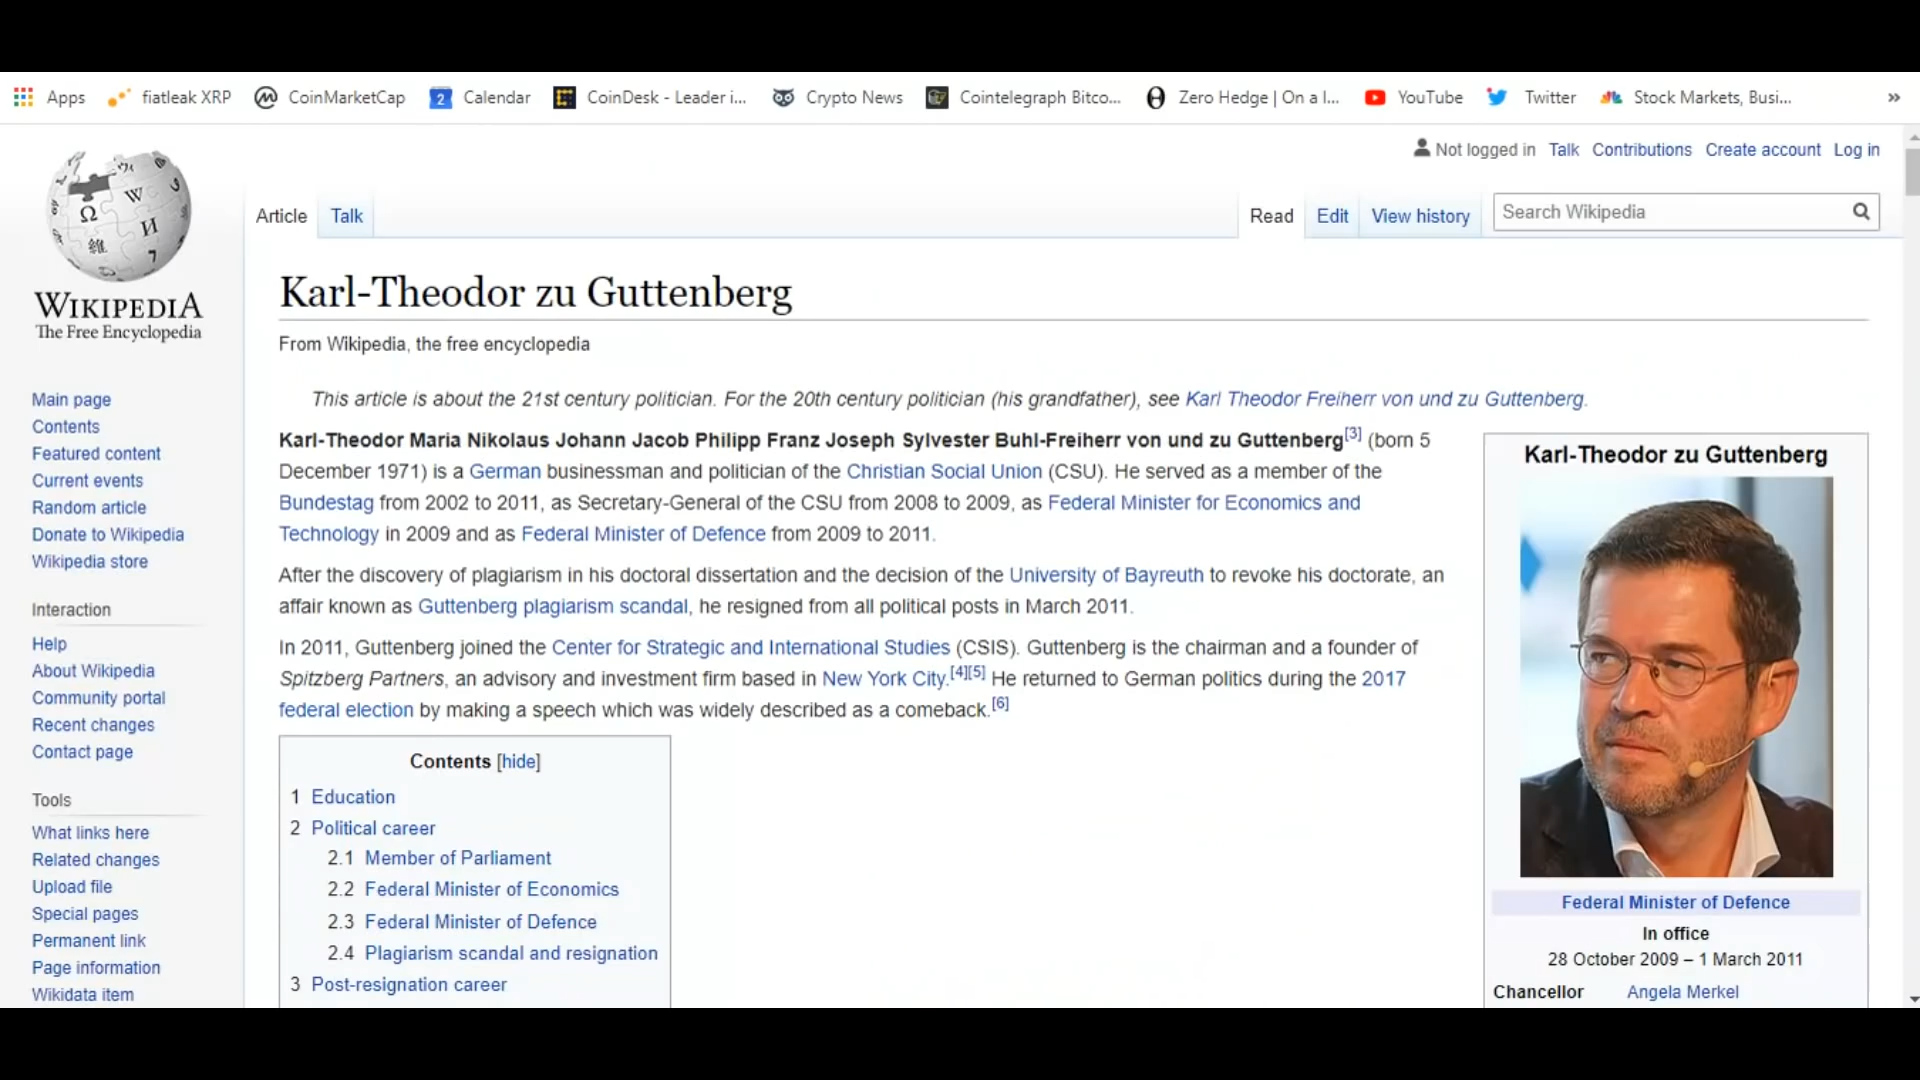 Apps fiatleak XRP CoinMarketCap 2 Calendar CoinDesk - Leader i... Crypto News Cointelegraph Bitco... Zero Hedge | On a l... YouTube Twitter Stock Markets, Busi... »
Not logged in Talk Contributions Create account Log in
Article Talk Read Edit View history Search Wikipedia
WIKIPEDIA
The Free Encyclopedia
Main page
Contents
Featured content
Current events
Random article
Donate to Wikipedia
Wikipedia store
Interaction
Help
About Wikipedia
Community portal
Recent changes
Contact page
Tools
What links here
Related changes
Upload file
Special pages
Permanent link
Page information
Wikidata item
Karl-Theodor zu Guttenberg
From Wikipedia, the free encyclopedia
This article is about the 21st century politician. For the 20th century politician (his grandfather), see Karl Theodor Freiherr von und zu Guttenberg.
Karl-Theodor Maria Nikolaus Johann Jacob Philipp Franz Joseph Sylvester Buhl-Freiherr von und zu Guttenberg[3] (born 5
December 1971) is a German businessman and politician of the Christian Social Union (CSU). He served as a member of the
Bundestag from 2002 to 2011, as Secretary-General of the CSU from 2008 to 2009, as Federal Minister for Economics and
Technology in 2009 and as Federal Minister of Defence from 2009 to 2011.
After the discovery of plagiarism in his doctoral dissertation and the decision of the University of Bayreuth to revoke his doctorate, an
affair known as Guttenberg plagiarism scandal, he resigned from all political posts in March 2011.
In 2011, Guttenberg joined the Center for Strategic and International Studies (CSIS). Guttenberg is the chairman and a founder of
Spitzberg Partners, an advisory and investment firm based in New York City.[4][5] He returned to German politics during the 2017
federal election by making a speech which was widely described as a comeback.[6]
Contents [hide]
1 Education
2 Political career
2.1 Member of Parliament
2.2 Federal Minister of Economics
2.3 Federal Minister of Defence
2.4 Plagiarism scandal and resignation
3 Post-resignation career
Karl-Theodor zu Guttenberg
Federal Minister of Defence
In office
28 October 2009 – 1 March 2011
Chancellor Angela Merkel